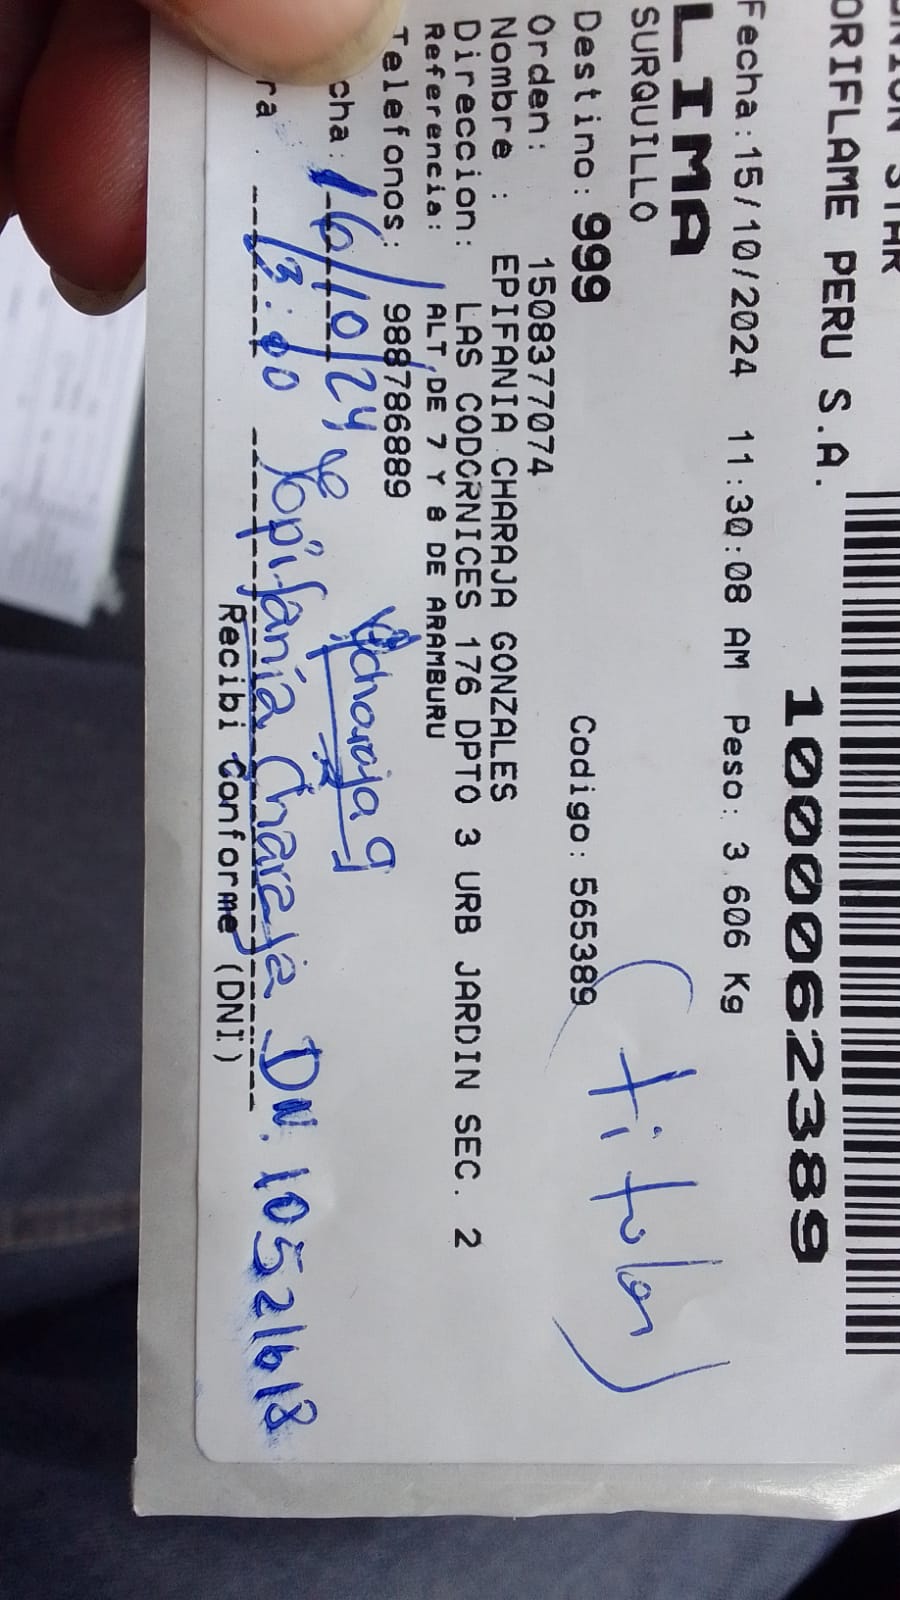 ORIFLAME PERU S.A.
1000062389
Fecha:15/10/2024 11:30:08 AM Peso: 3.606 Kg
LIMA
SURQUILLO
(titular)
Destino: 999 Codigo: 565389
Orden: 1508377074
Nombre : EPIFANIA CHARAJA GONZALES
Direccion: LAS CODORNICES 176 DPTO 3 URB JARDIN SEC. 2
Referencia: ALT DE 7 Y 8 DE ARAMBURU
Telefonos: 988786889
cha: 16/10/24 Echaraja g
ra : 13:00 Epifania Charaja DN. 10521618
Recibi Conforme (DNI)